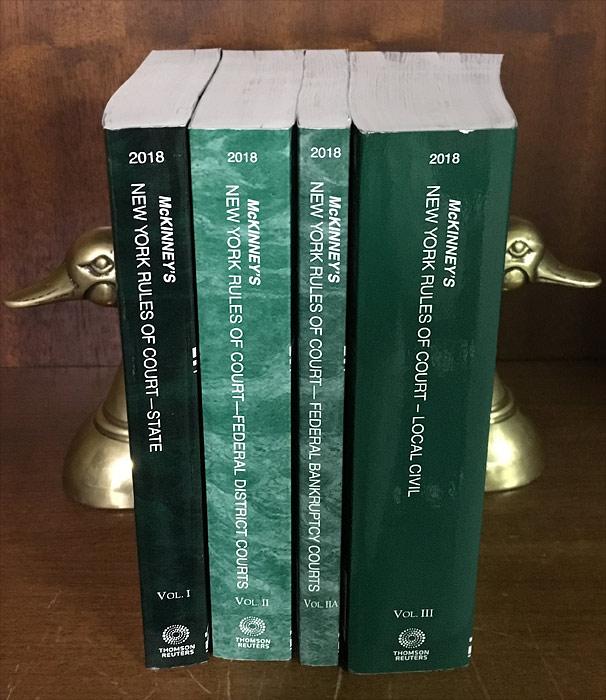 2018
McKINNEY'S
NEW YORK RULES OF COURT—STATE
VOL. I
THOMSON
REUTERS
2018
McKINNEY'S
NEW YORK RULES OF COURT—FEDERAL DISTRICT COURTS
VOL. II
THOMSON
REUTERS
2018
McKINNEY'S
NEW YORK RULES OF COURT— FEDERAL BANKRUPTCY COURTS
VOL. IIA
2018
McKINNEY'S
NEW YORK RULES OF COURT – LOCAL CIVIL
VOL. III
THOMSON
REUTERS